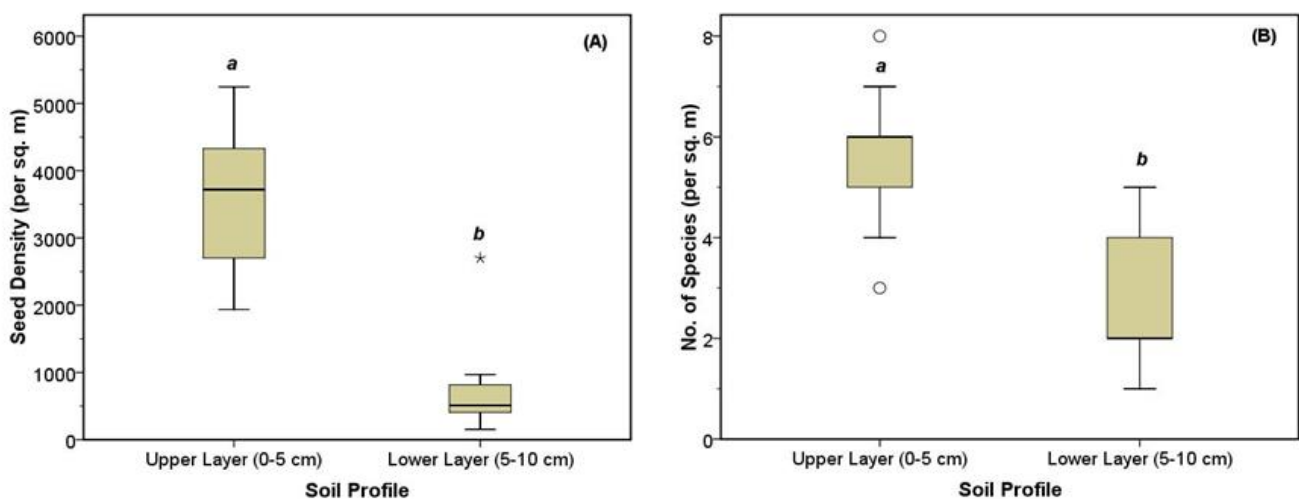 (A)
Seed Density (per sq. m)
6000
5000
4000
3000
2000
1000
0
a
b
Upper Layer (0-5 cm)
Lower Layer (5-10 cm)
Soil Profile
(B)
No. of Species (per sq. m)
8
6
4
2
0
a
b
Upper Layer (0-5 cm)
Lower Layer (5-10 cm)
Soil Profile